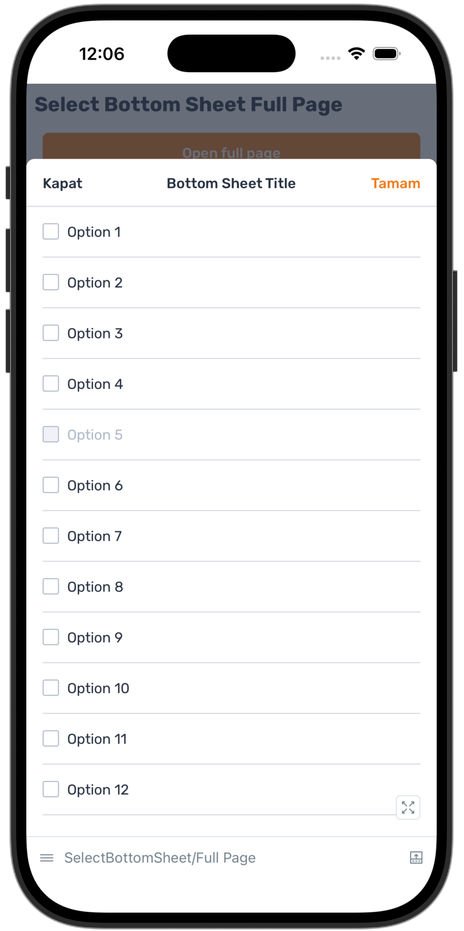 12:06
Select Bottom Sheet Full Page
Open full page
Kapat Bottom Sheet Title Tamam
Option 1
Option 2
Option 3
Option 4
Option 5
Option 6
Option 7
Option 8
Option 9
Option 10
Option 11
Option 12
SelectBottomSheet/Full Page